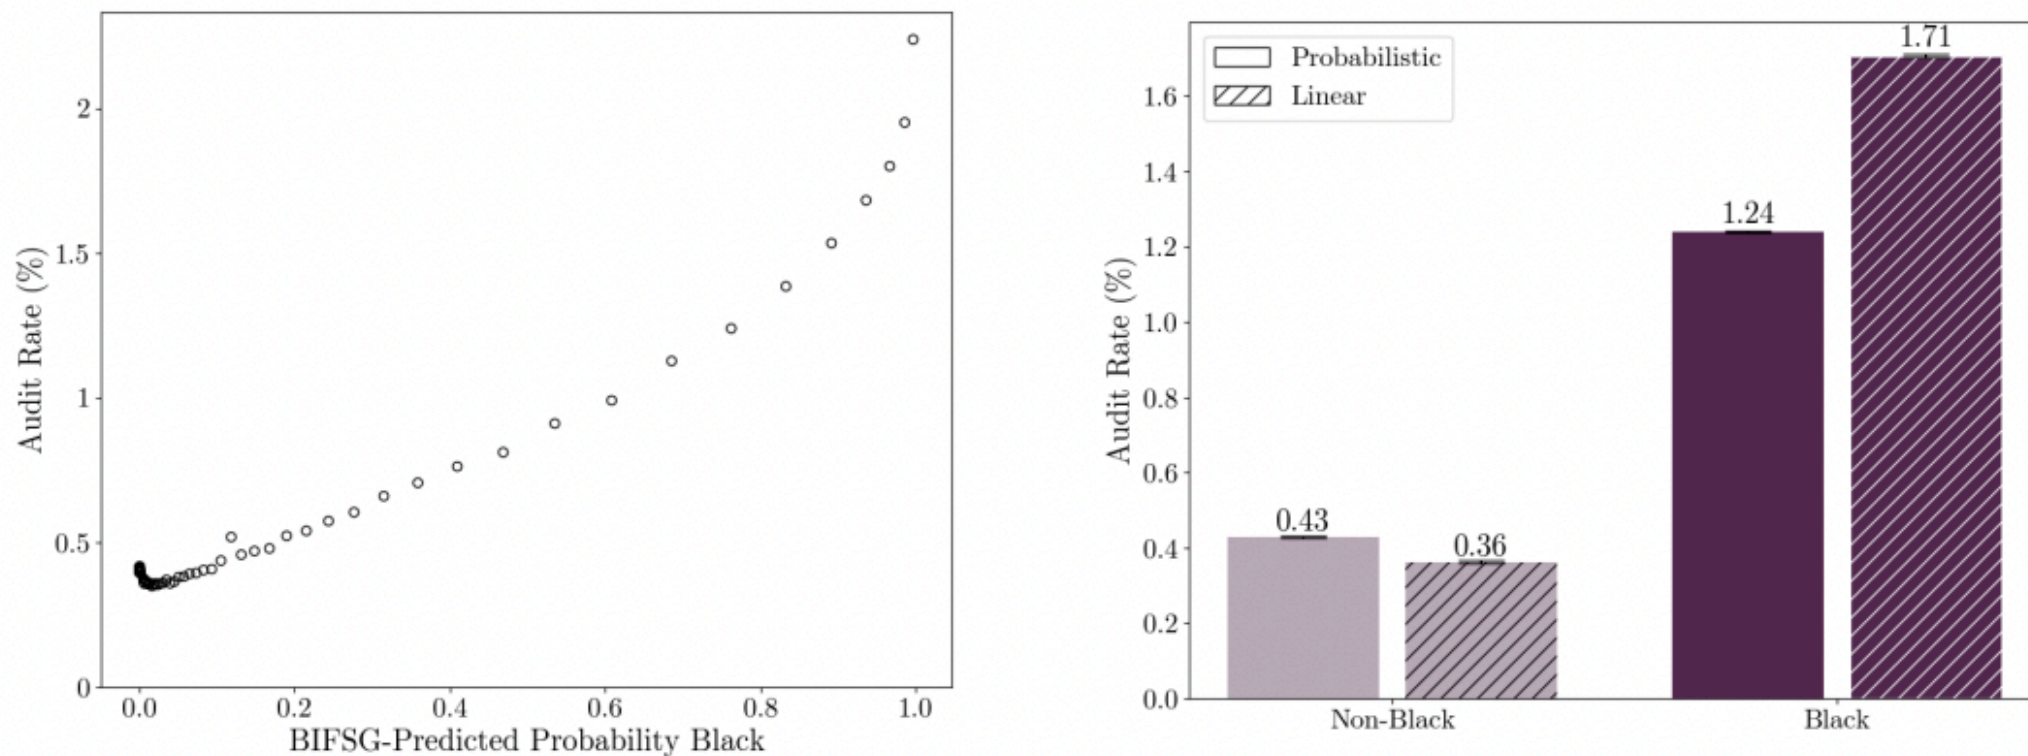 Audit Rate (%)
2
1.5
1
0.5
0
0.0 0.2 0.4 0.6 0.8 1.0
BIFSG-Predicted Probability Black
Audit Rate (%)
1.6
1.4
1.2
1.0
0.8
0.6
0.4
0.2
0.0
Probabilistic
Linear
0.43
0.36
1.24
1.71
Non-Black
Black